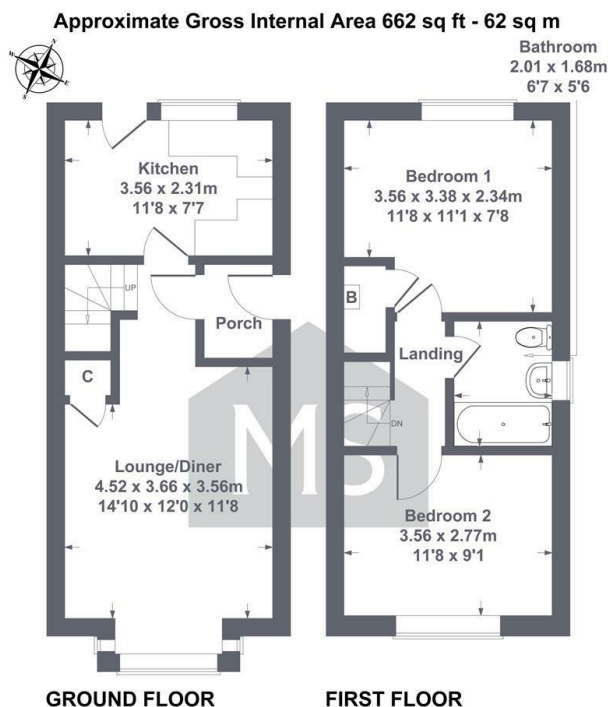 Approximate Gross Internal Area 662 sq ft - 62 sq m
N
W
E
S
Bathroom
2.01 x 1.68m
6'7 x 5'6
Kitchen
3.56 x 2.31m
11'8 x 7'7
Bedroom 1
3.56 x 3.38 x 2.34m
11'8 x 11'1 x 7'8
UP
Porch
B
Landing
C
DN
MS
Lounge/Diner
4.52 x 3.66 x 3.56m
14'10 x 12'0 x 11'8
Bedroom 2
3.56 x 2.77m
11'8 x 9'1
GROUND FLOOR
FIRST FLOOR